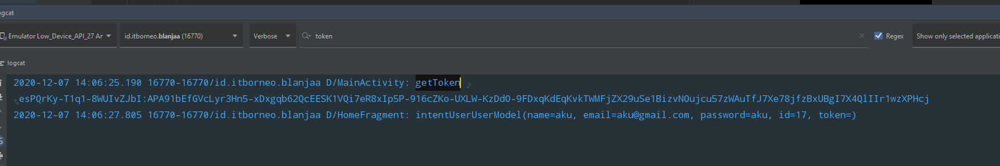 ogcat
Emulator Low_Device_API_27 Ar id.itborneo.blanjaa (16770) Verbose token Regex Show only selected applicati
logcat
2020-12-07 14:06:25.190 16770-16770/id.itborneo.blanjaa D/MainActivity: getToken
esPQrKy-T1q1-8WUIvZJbI:APA91bEfGVcLyr3Hn5-xDxgqb62QcEESK1VQi7eR8xIp5P-916cZKo-UXLW-KzDdO-9FDxqKdEqKvkTWMFjZX29uSe1BizvNOujcu57zWAuTfJ7Xe78jfzBxUBgI7X4QlIIr1wzXPHcj
2020-12-07 14:06:27.805 16770-16770/id.itborneo.blanjaa D/HomeFragment: intentUserUserModel(name=aku, email=aku@gmail.com, password=aku, id=17, token=)